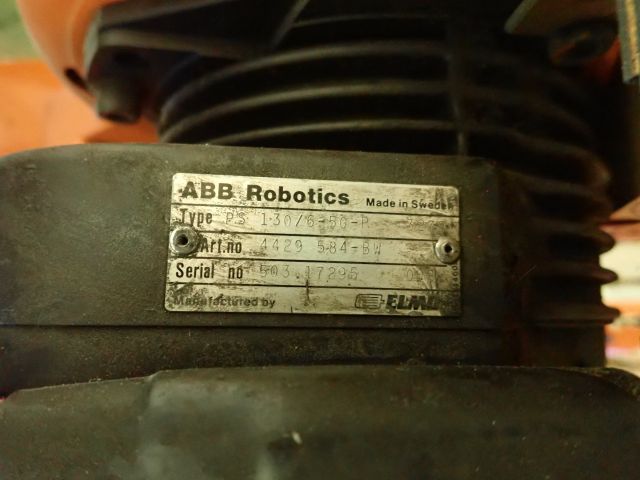 ABB Robotics Made in Sweden
Type PS 130/6-50-P
Art.no 4429 584-BW
Serial no 503.17295
Manufactured by ELMO